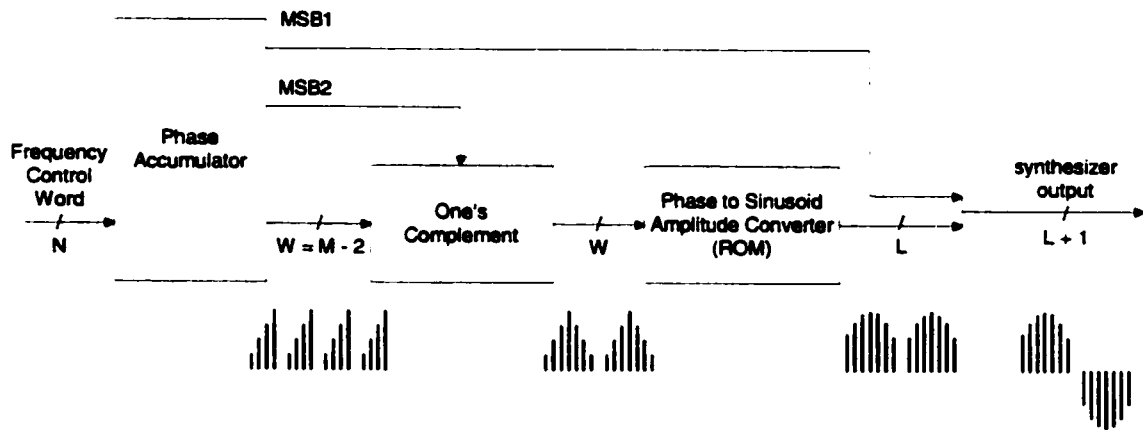 MSB1
MSB2
Frequency
Control
Word
N
Phase
Accumulator
W = M - 2
One's
Complement
W
Phase to Sinusoid
Amplitude Converter
(ROM)
L
synthesizer
output
L + 1